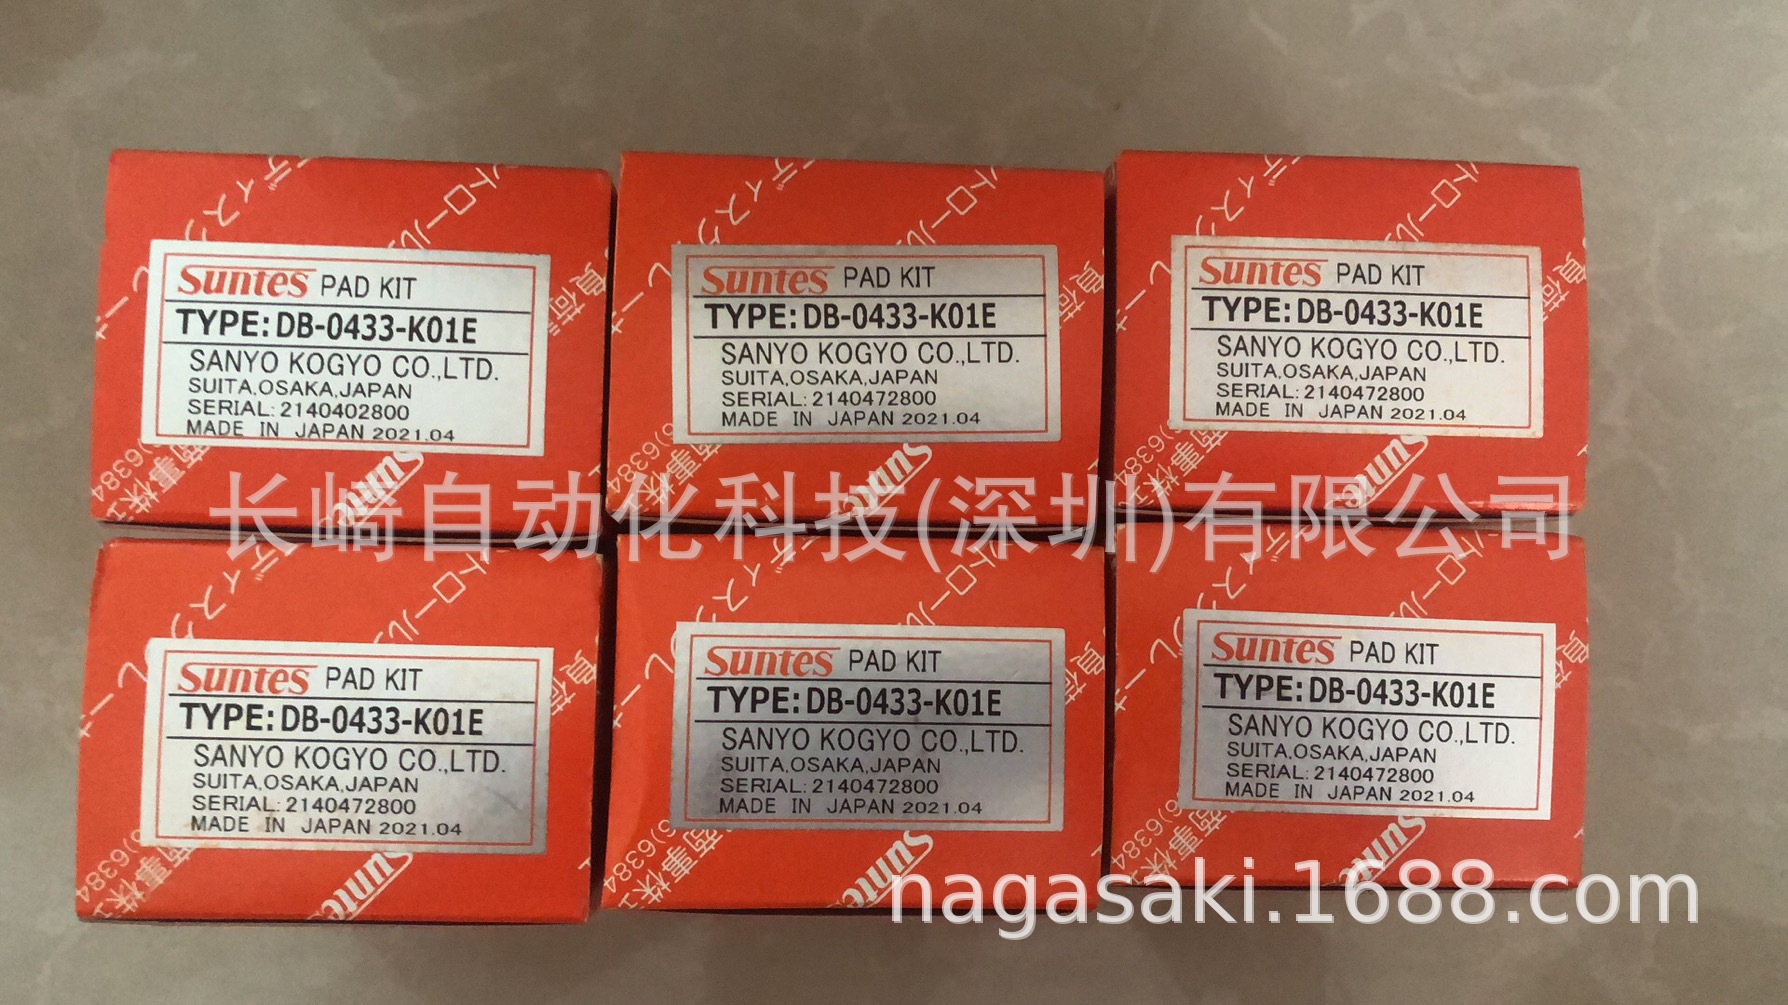 Suntes PAD KIT
TYPE:DB-0433-K01E
SANYO KOGYO CO.,LTD.
SUITA,OSAKA,JAPAN
SERIAL:2140402800
MADE IN JAPAN 2021.04
Suntes PAD KIT
TYPE:DB-0433-K01E
SANYO KOGYO CO.,LTD.
SUITA,OSAKA,JAPAN
SERIAL:2140472800
MADE IN JAPAN 2021.04
Suntes PAD KIT
TYPE:DB-0433-K01E
SANYO KOGYO CO.,LTD.
SUITA,OSAKA,JAPAN
SERIAL:2140472800
MADE IN JAPAN 2021.04
Suntes
Suntes
Suntes
长崎自动化科技(深圳)有限公司
Suntes PAD KIT
TYPE:DB-0433-K01E
SANYO KOGYO CO.,LTD.
SUITA,OSAKA,JAPAN
SERIAL:2140472800
MADE IN JAPAN 2021.04
Suntes PAD KIT
TYPE:DB-0433-K01E
SANYO KOGYO CO.,LTD.
SUITA,OSAKA,JAPAN
SERIAL:2140472800
MADE IN JAPAN 2021.04
Suntes PAD KIT
TYPE:DB-0433-K01E
SANYO KOGYO CO.,LTD.
SUITA,OSAKA,JAPAN
SERIAL:2140472800
MADE IN JAPAN 2021.04
Suntes
Suntes
Suntes
nagasaki.1688.com